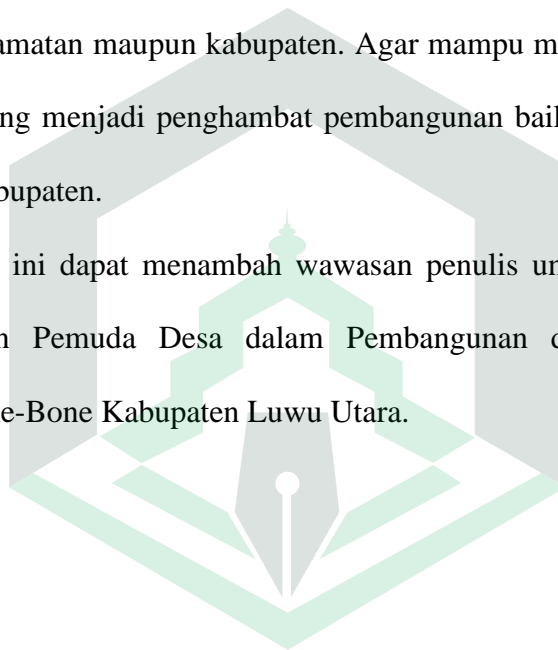 amatan maupun kabupaten. Agar mampu m
ng menjadi penghambat pembangunan bai
bupaten.
ini dapat menambah wawasan penulis un
Pemuda Desa dalam Pembangunan
e-Bone Kabupaten Luwu Utara.